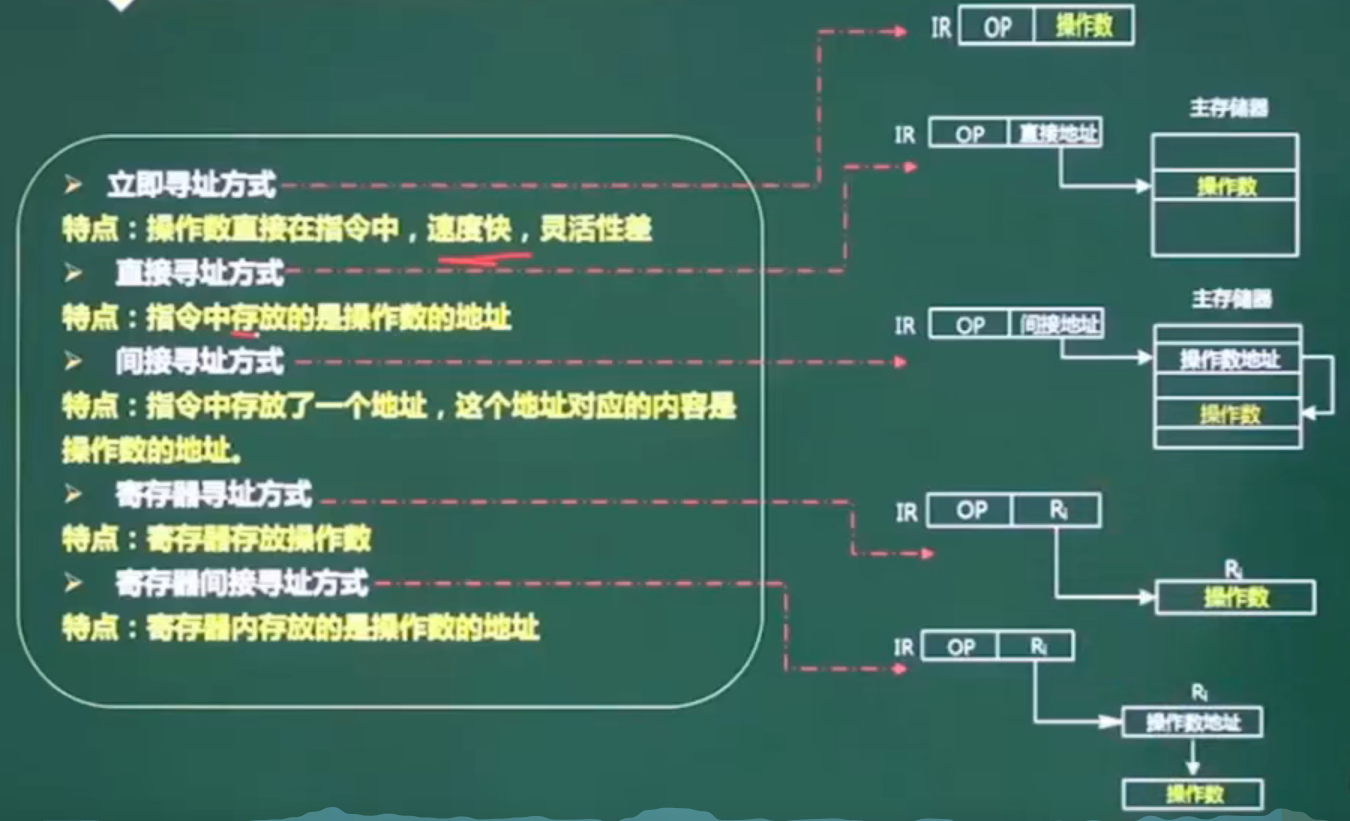 立即寻址方式
特点：操作数直接在指令中，速度快，灵活性差
直接寻址方式
特点：指令中存放的是操作数的地址
间接寻址方式
特点：指令中存放了一个地址，这个地址对应的内容是
操作数的地址。
寄存器寻址方式
特点：寄存器存放操作数
寄存器间接寻址方式
特点：寄存器内存放的是操作数的地址
IR OP 操作数
主存储器
IR OP 直接地址
操作数
主存储器
IR OP 间接地址
操作数地址
操作数
IR OP Ri
Ri
操作数
IR OP Ri
Ri
操作数地址
操作数